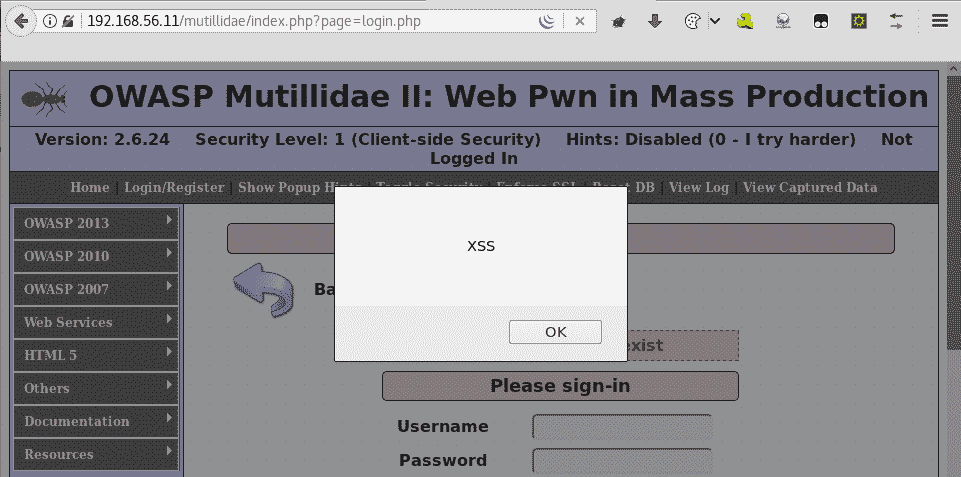 192.168.56.11/mutillidae/index.php?page=login.php
OWASP Mutillidae II: Web Pwn in Mass Production
Version: 2.6.24 Security Level: 1 (Client-side Security) Hints: Disabled (0 - I try harder) Not
Logged In
Home | Login/Register | Show Popup Hints | Toggle Security | Enforce SSL | Reset DB | View Log | View Captured Data
OWASP 2013
OWASP 2010
OWASP 2007
Web Services
HTML 5
Others
Documentation
Resources
Ba
xss
OK
exist
Please sign-in
Username
Password